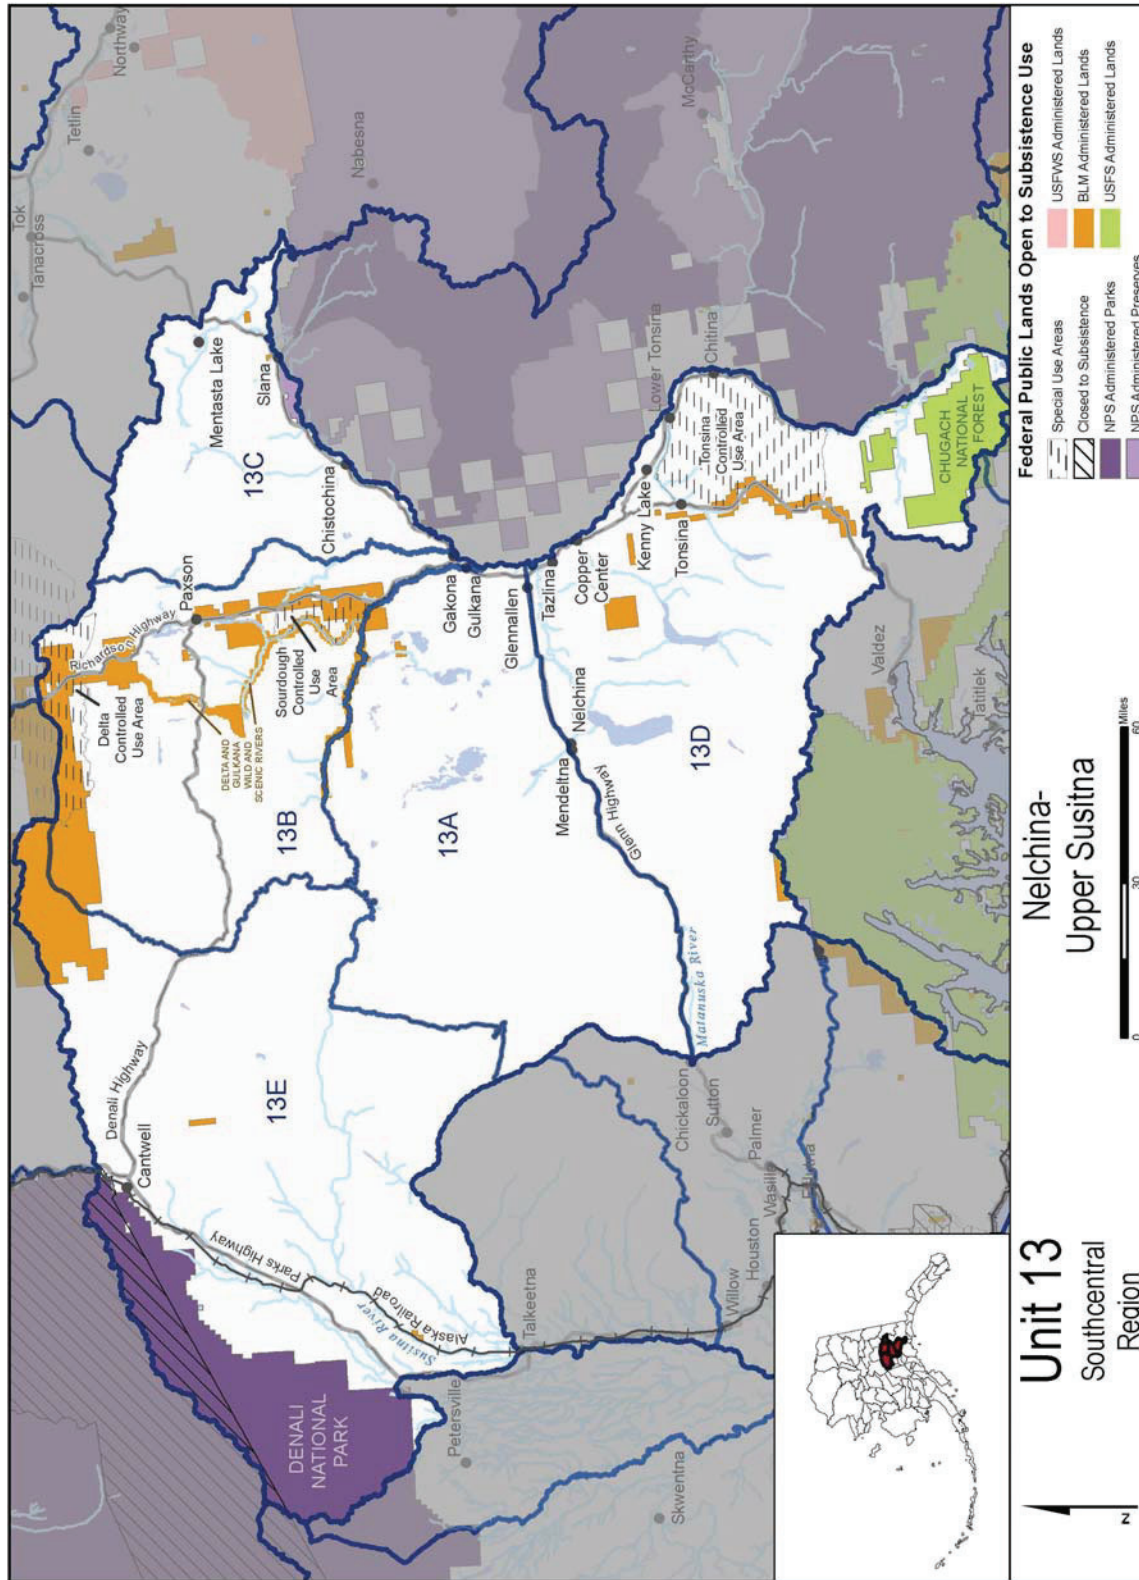 Tok
Tanacross
Tetlin
Northway
Nabesna
McCarthy
Mentasta Lake
Slana
13C
Chistochina
Paxson
Richardson Highway
Delta
Controlled
Use Area
DELTA AND
GULKANA
WILD AND
SCENIC RIVERS
Sourdough
Controlled
Use
Area
13B
Gakona
Gulkana
Glennallen
Tazlina
Copper
Center
Kenny Lake
Tonsina
Lower Tonsina
Chitina
Tonsina
Controlled
Use Area
CHUGACH
NATIONAL
FOREST
13A
Nelchina
Mendeltna
Glenn Highway
13D
Valdez
Tatitlek
Matanuska River
Chickaloon
Sutton
Palmer
Wasilla
Houston
Willow
Talkeetna
Petersville
Skwentna
Denali Highway
Cantwell
13E
Parks Highway
Alaska Railroad
Susitna River
DENALI
NATIONAL
PARK
Unit 13
Southcentral
Region
N
Nelchina-
Upper Susitna
0
30
60
Miles
Federal Public Lands Open to Subsistence Use
Special Use Areas
Closed to Subsistence
NPS Administered Parks
NPS Administered Preserves
USFWS Administered Lands
BLM Administered Lands
USFS Administered Lands